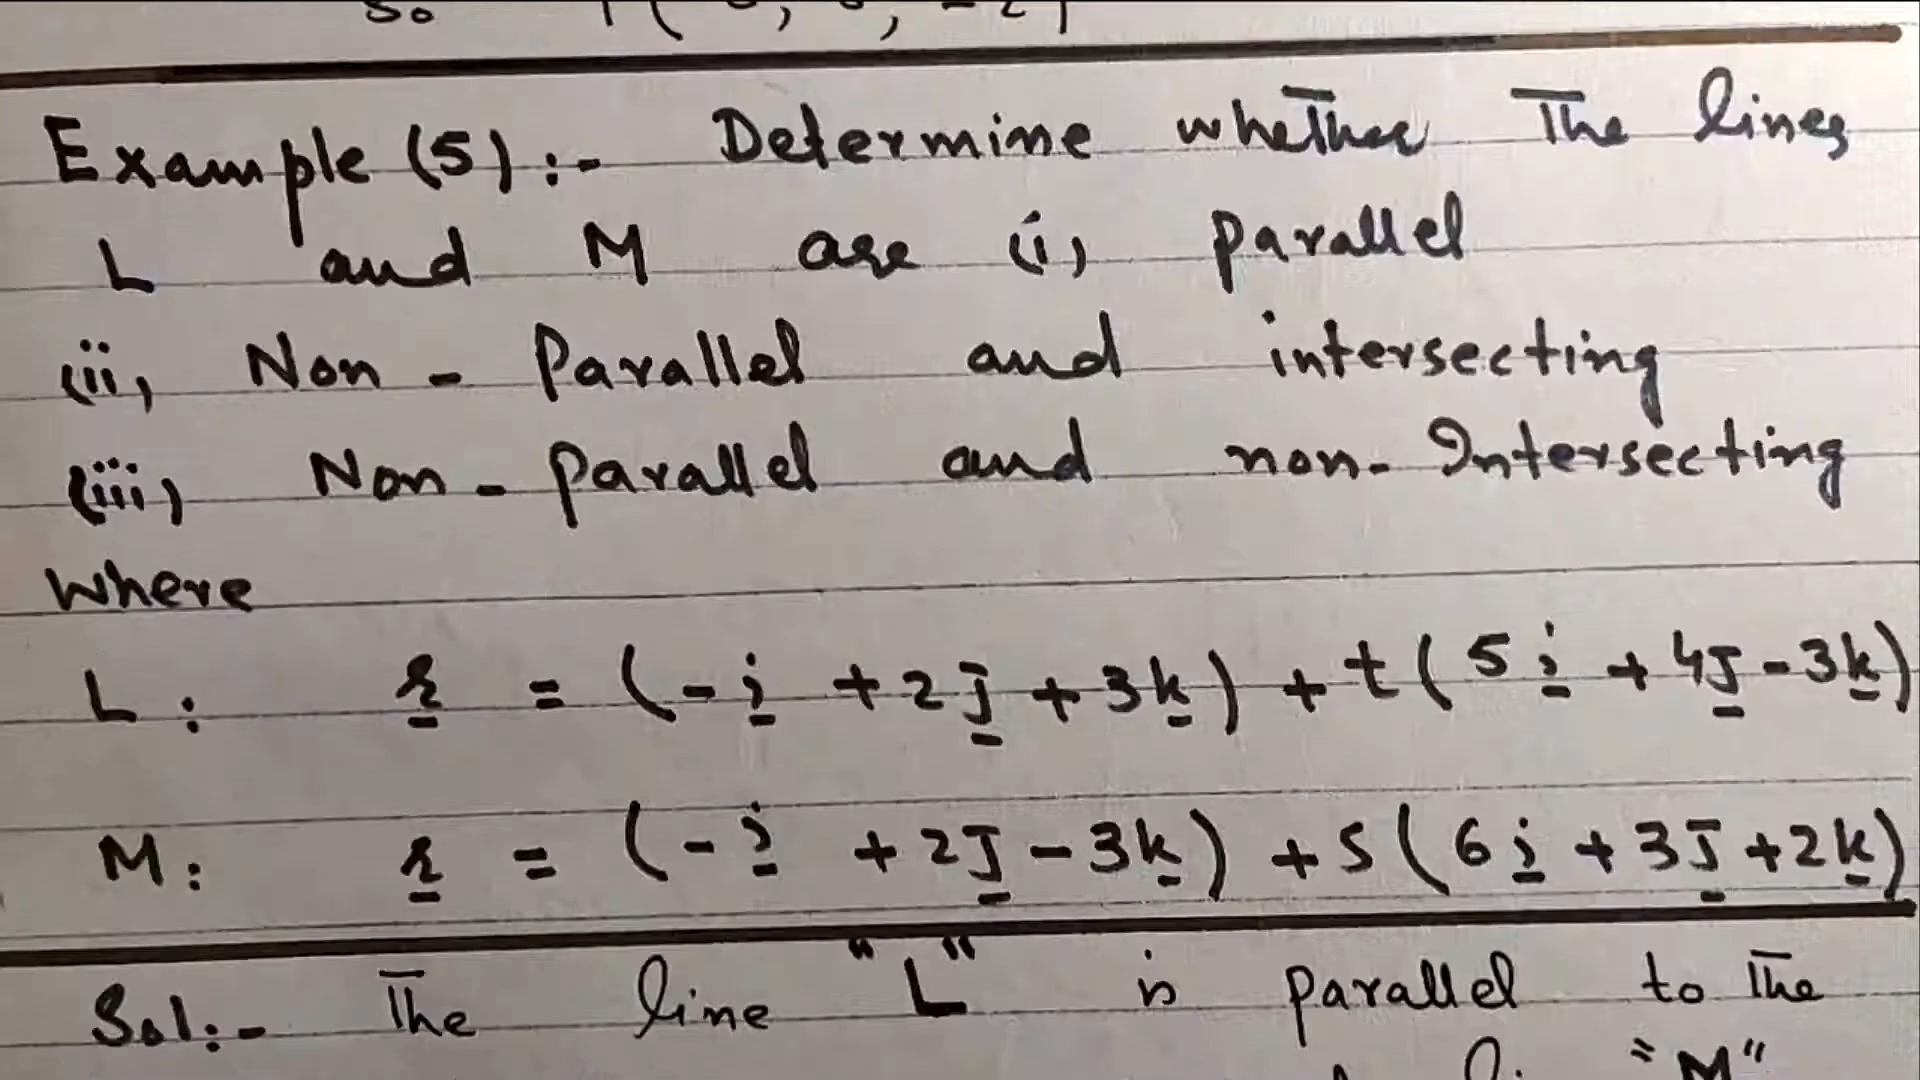 So
Example (5) :- Determine whether The lines
L and M are (i) parallel
(ii) Non - Parallel and intersecting
(iii) Non - parallel and non - Intersecting
Where
L : r = (-i + 2j + 3k) + t(5i + 4j - 3k)
M : r = (-i + 2j - 3k) + s(6i + 3j + 2k)
Sol :- The line "L" is parallel to The
"M"